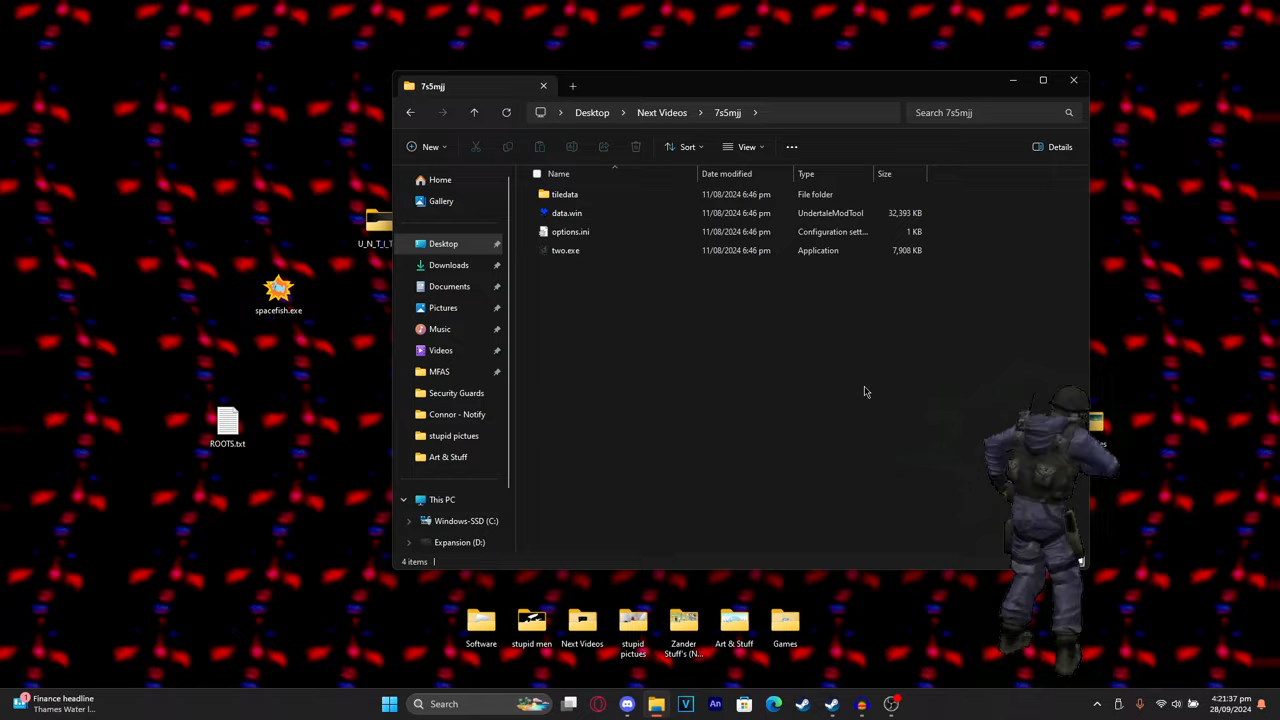 7s5mjj
Desktop
Next Videos
7s5mjj
Search 7s5mjj
New
Sort
View
Details
Name
Date modified
Type
Size
tiledata
11/08/2024 6:46 pm
File folder
data.win
11/08/2024 6:46 pm
UndertaleModTool
32,393 KB
options.ini
11/08/2024 6:46 pm
Configuration sett...
1 KB
two.exe
11/08/2024 6:46 pm
Application
7,908 KB
Home
Gallery
Desktop
Downloads
Documents
Pictures
Music
Videos
MFAS
Security Guards
Connor - Notify
stupid pictues
Art & Stuff
This PC
Windows-SSD (C:)
Expansion (D:)
4 items
U_N_T_I_T
spacefish.exe
ROOTS.txt
Software
stupid men
Next Videos
stupid
pictues
Zander
Stuff's (N...
Art & Stuff
Games
1
Finance headline
Thames Water l...
Search
V
An
4:21:37 pm
28/09/2024